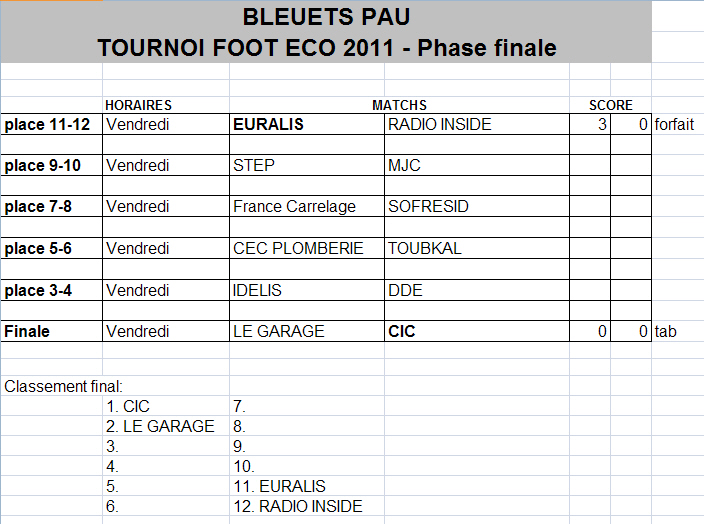 BLEUETS PAU
TOURNOI FOOT ECO 2011 - Phase finale
HORAIRES MATCHS SCORE
place 11-12 Vendredi EURALIS RADIO INSIDE 3 0 forfait
place 9-10 Vendredi STEP MJC
place 7-8 Vendredi France Carrelage SOFRESID
place 5-6 Vendredi CEC PLOMBERIE TOUBKAL
place 3-4 Vendredi IDELIS DDE
Finale Vendredi LE GARAGE CIC 0 0 tab
Classement final:
1. CIC 7.
2. LE GARAGE 8.
3. 9.
4. 10.
5. 11. EURALIS
6. 12. RADIO INSIDE